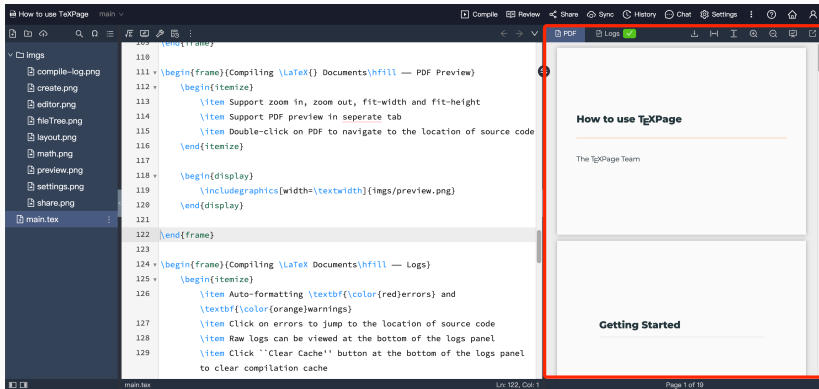 How to use TeXPage main
Compile Review Share Sync History Chat Settings
PDF Logs
imgs
compile-log.png
create.png
editor.png
fileTree.png
layout.png
math.png
preview.png
settings.png
share.png
main.tex
109 \end{frame}
110
111 \begin{frame}{Compiling \LaTeX{} Documents\hfill — PDF Preview}
112 \begin{itemize}
113 \item Support zoom in, zoom out, fit-width and fit-height
114 \item Support PDF preview in seperate tab
115 \item Double-click on PDF to navigate to the location of source code
116 \end{itemize}
117
118 \begin{display}
119 \includegraphics[width=\textwidth]{imgs/preview.png}
120 \end{display}
121
122 \end{frame}
123
124 \begin{frame}{Compiling \LaTeX Documents\hfill — Logs}
125 \begin{itemize}
126 \item Auto-formatting \textbf{\color{red}errors} and
\textbf{\color{orange}warnings}
127 \item Click on errors to jump to the location of source code
128 \item Raw logs can be viewed at the bottom of the logs panel
129 \item Click ``Clear Cache'' button at the bottom of the logs panel
to clear compilation cache
How to use TEXPage
The TEXPage Team
Getting Started
main.tex
Ln: 122, Col: 1
Page 1 of 19